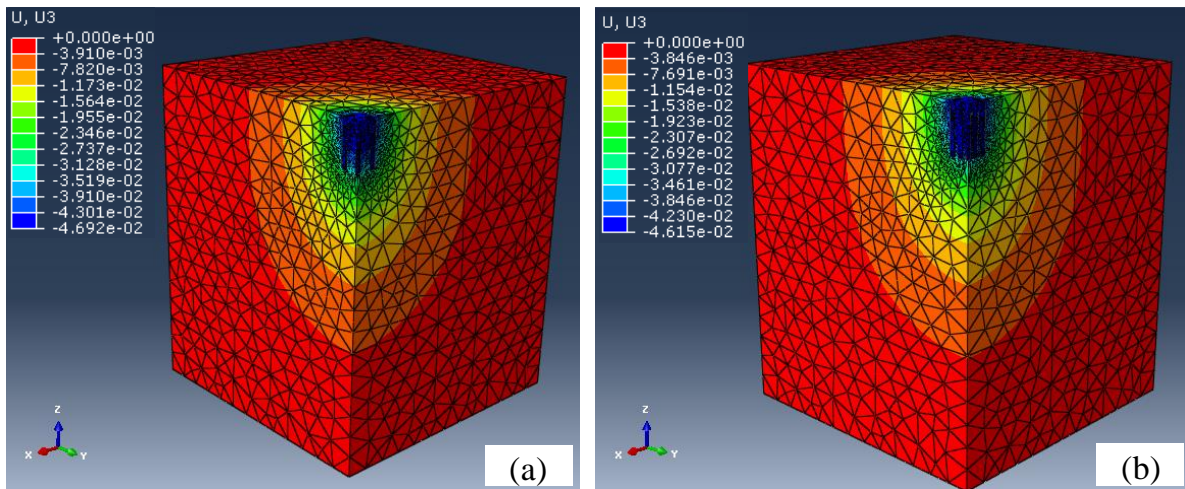 U, U3
+0.000e+00
-3.910e-03
-7.820e-03
-1.173e-02
-1.564e-02
-1.955e-02
-2.346e-02
-2.737e-02
-3.128e-02
-3.519e-02
-3.910e-02
-4.301e-02
-4.692e-02
Z
X
Y
(a)
U, U3
+0.000e+00
-3.846e-03
-7.691e-03
-1.154e-02
-1.538e-02
-1.923e-02
-2.307e-02
-2.692e-02
-3.077e-02
-3.461e-02
-3.846e-02
-4.230e-02
-4.615e-02
Z
X
Y
(b)